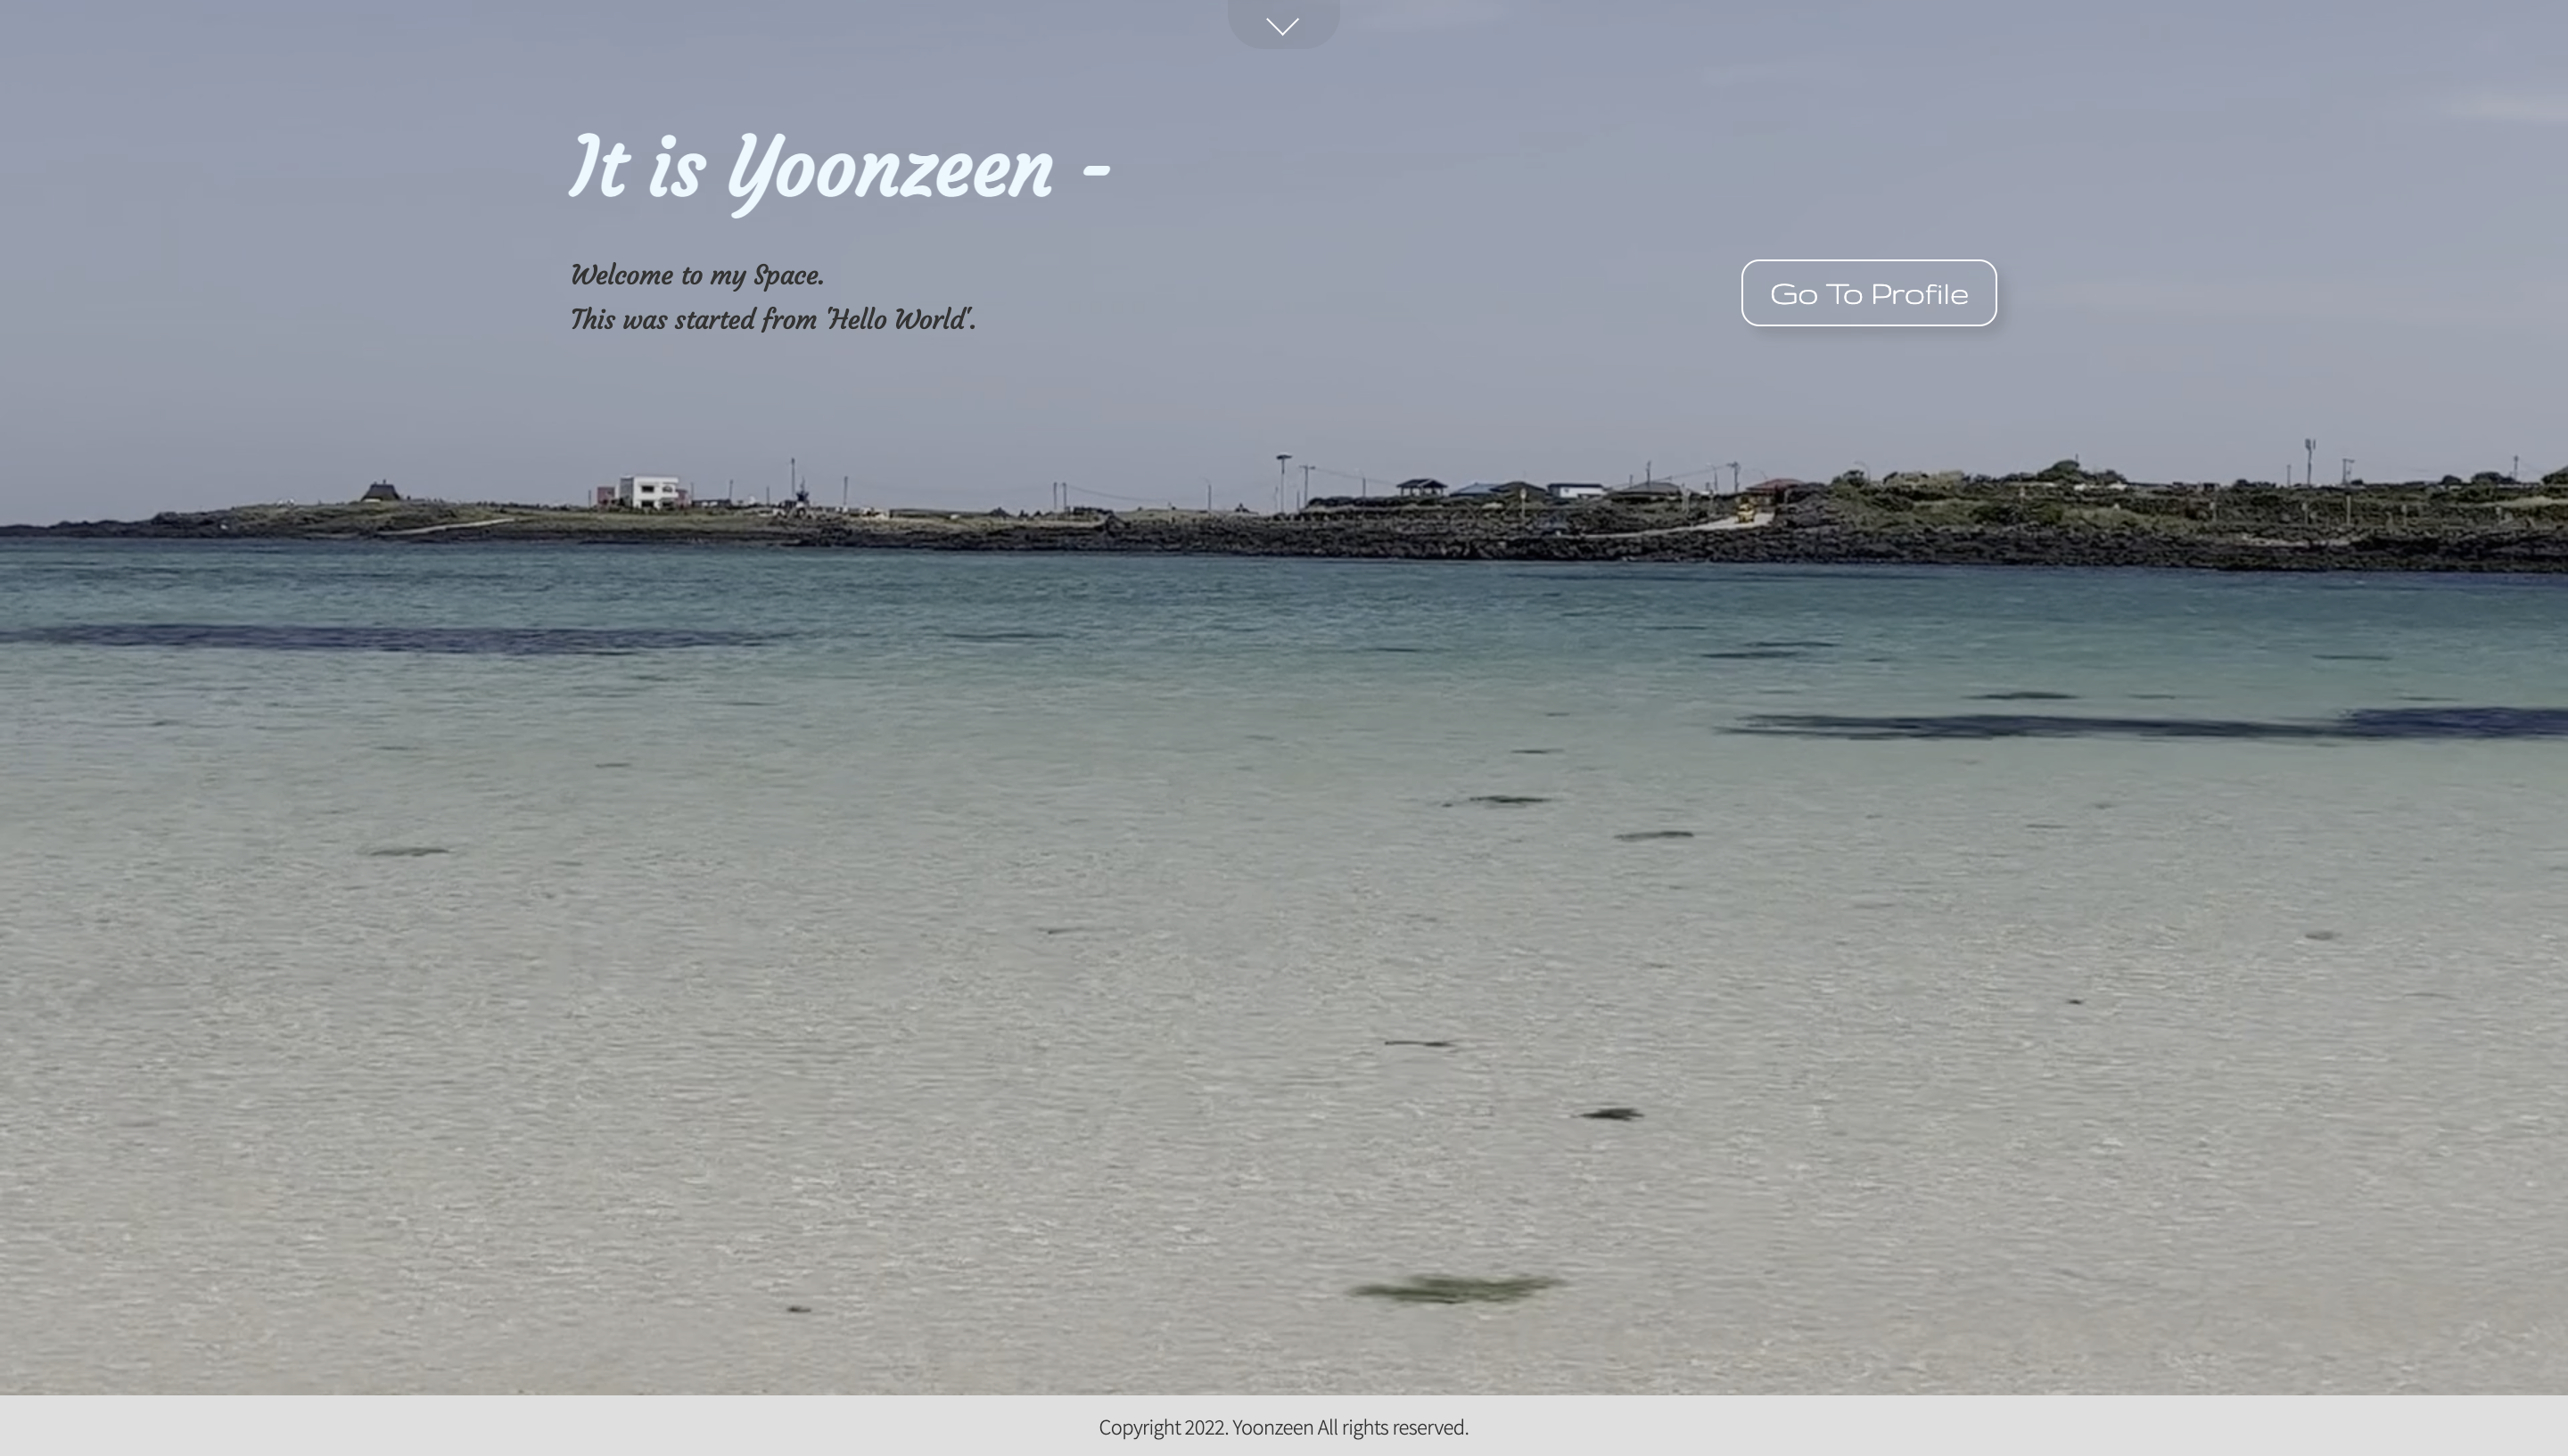 It is Yoonzeen -
Welcome to my Space.
This was started from 'Hello World'.
Go To Profile
Copyright 2022. Yoonzeen All rights reserved.